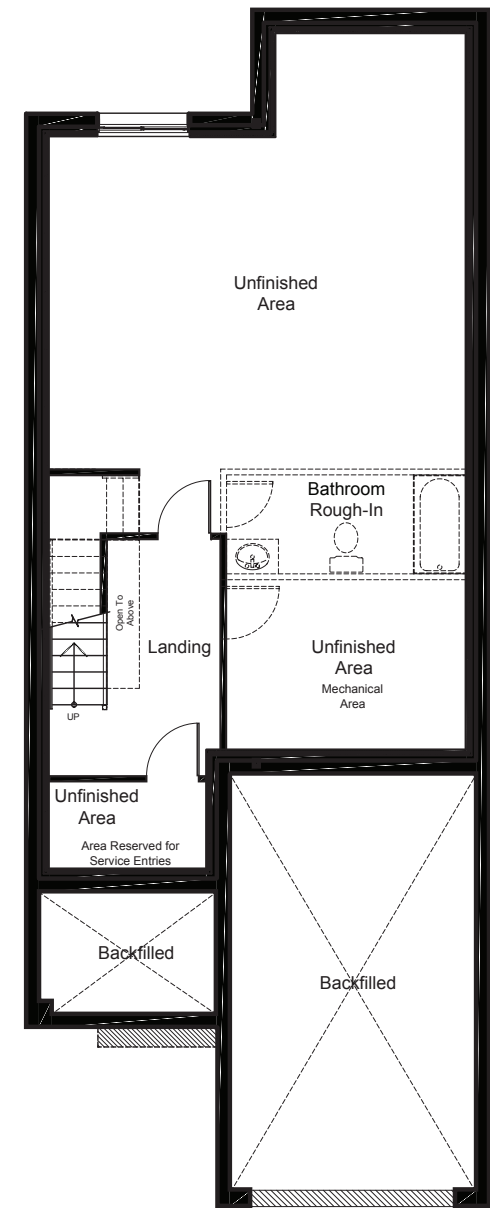 Unfinished
Area
Bathroom
Rough-In
Open To
Above
Landing
Unfinished
Area
Mechanical
Area
UP
Unfinished
Area
Area Reserved for
Service Entries
Backfilled
Backfilled